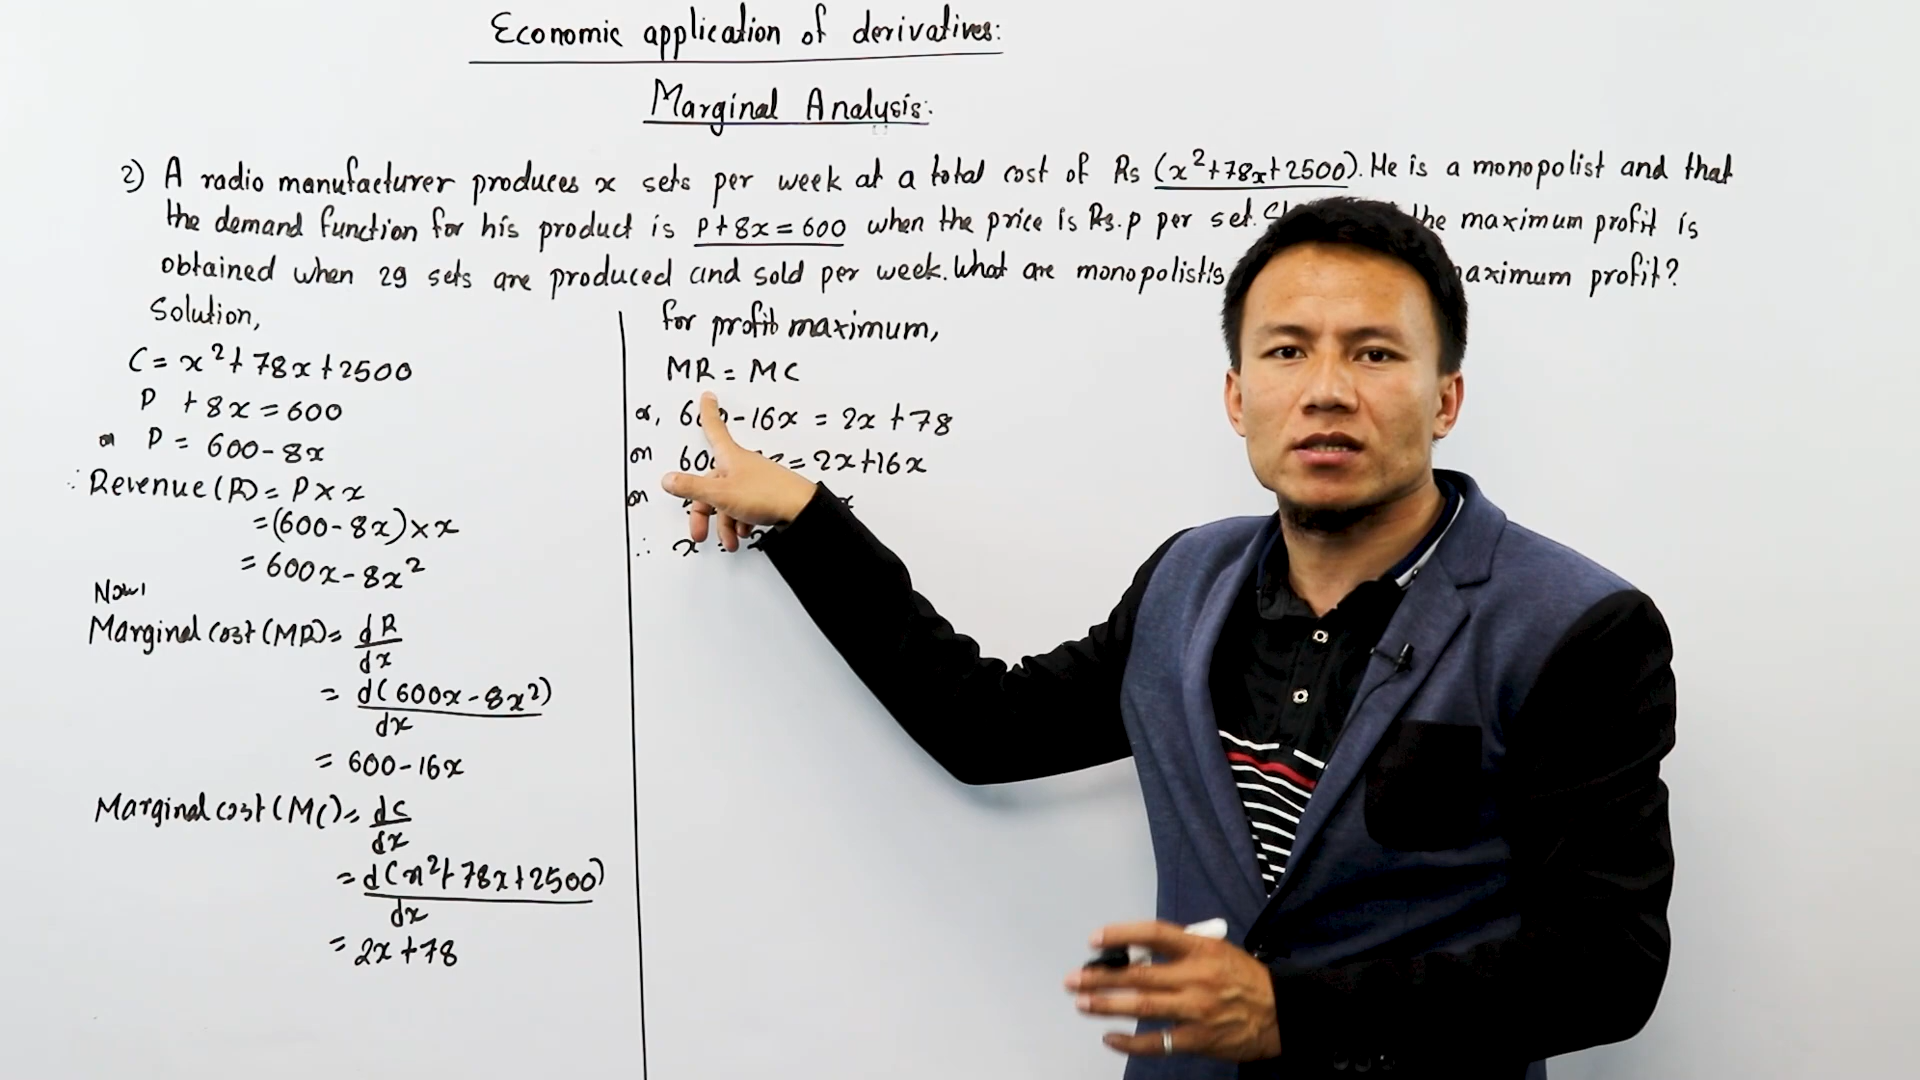 Economic application of derivatives:
Marginal Analysis:
2) A radio manufacturer produces x sets per week at a total cost of Rs (x²+78x+2500). He is a monopolist and that
the demand function for his product is P+8x=600 when the price is Rs. p per set. the maximum profit is
obtained when 29 sets are produced and sold per week. What are monopolist's maximum profit?
Solution,
C = x²+78x+2500
P +8x=600
or P = 600-8x
∴ Revenue (R) = P×x
=(600-8x)×x
= 600x-8x²
Now,
Marginal cost (MR) = dR/dx
= d(600x-8x²)/dx
= 600-16x
Marginal cost (MC) = dc/dx
= d(x²+78x+2500)/dx
= 2x+78
for profit maximum,
MR = MC
or, 600-16x = 2x+78
or = 2x+16x
or
∴ x =